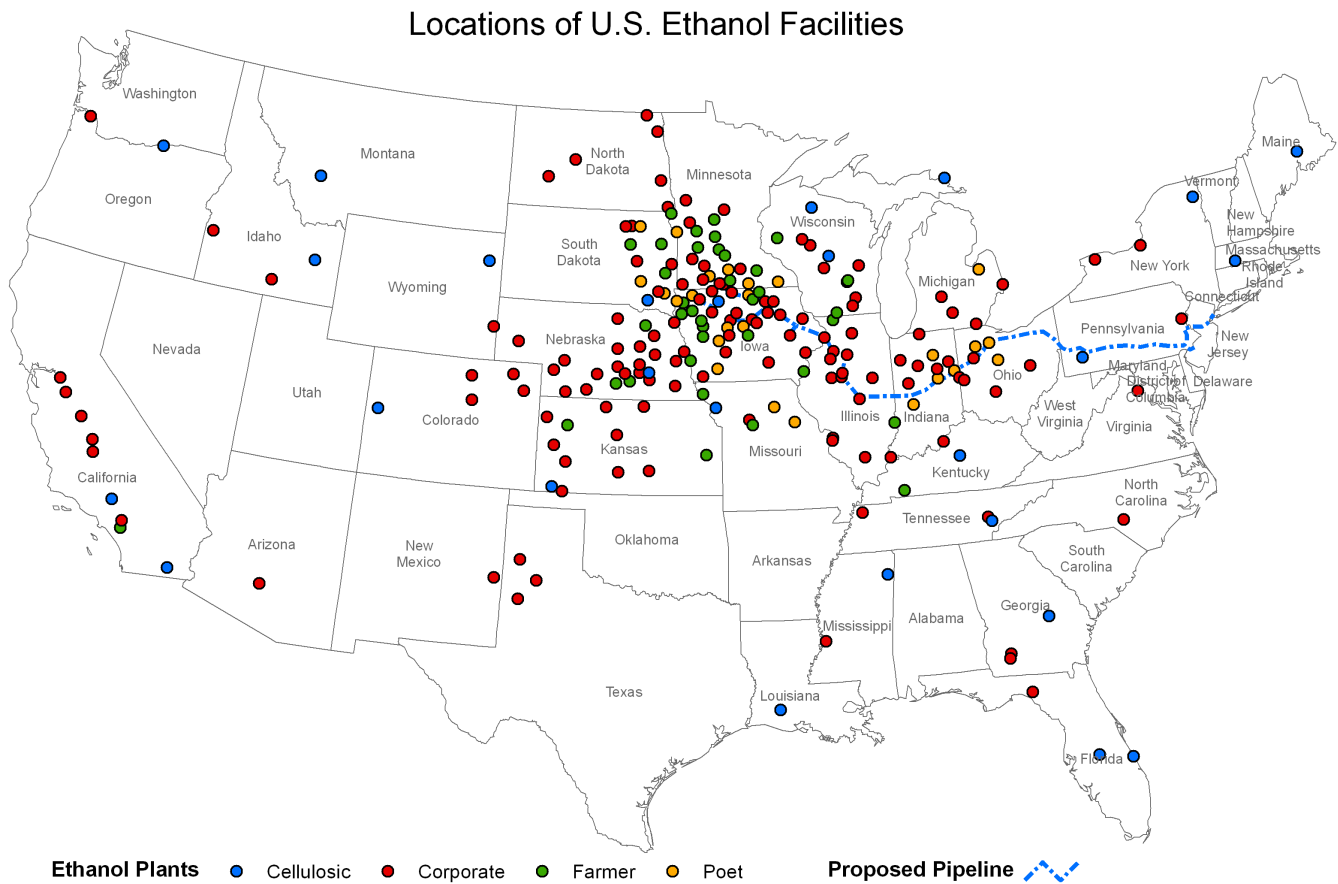 Locations of U.S. Ethanol Facilities
Washington
Maine
Montana
North
Dakota
Minnesota
Vermont
Oregon
New
Hampshire
Wisconsin
Idaho
South
Dakota
Massachusetts
New York
Rhode
Island
Michigan
Wyoming
Connecticut
Pennsylvania
Nebraska
Iowa
New
Jersey
Nevada
Ohio
Maryland
District of
Columbia
Delaware
Utah
Colorado
Illinois
Indiana
West
Virginia
Virginia
Kansas
Missouri
California
Kentucky
North
Carolina
Tennessee
Arizona
New
Mexico
Oklahoma
Arkansas
South
Carolina
Georgia
Mississippi
Alabama
Texas
Louisiana
Florida
Ethanol Plants
Cellulosic
Corporate
Farmer
Poet
Proposed Pipeline